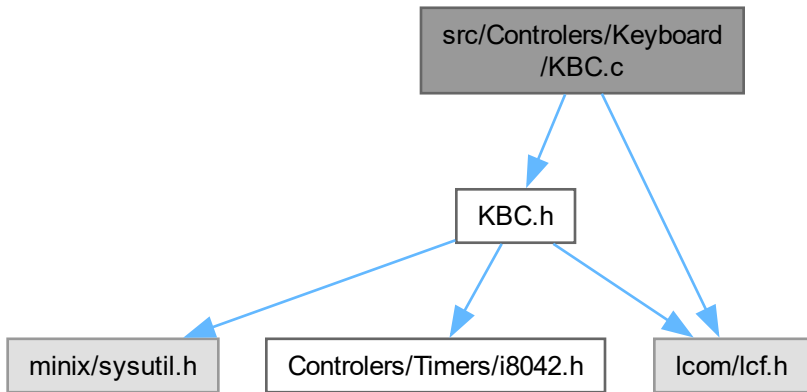 src/Controlers/Keyboard
/KBC.c
KBC.h
minix/sysutil.h
Controlers/Timers/i8042.h
lcom/lcf.h